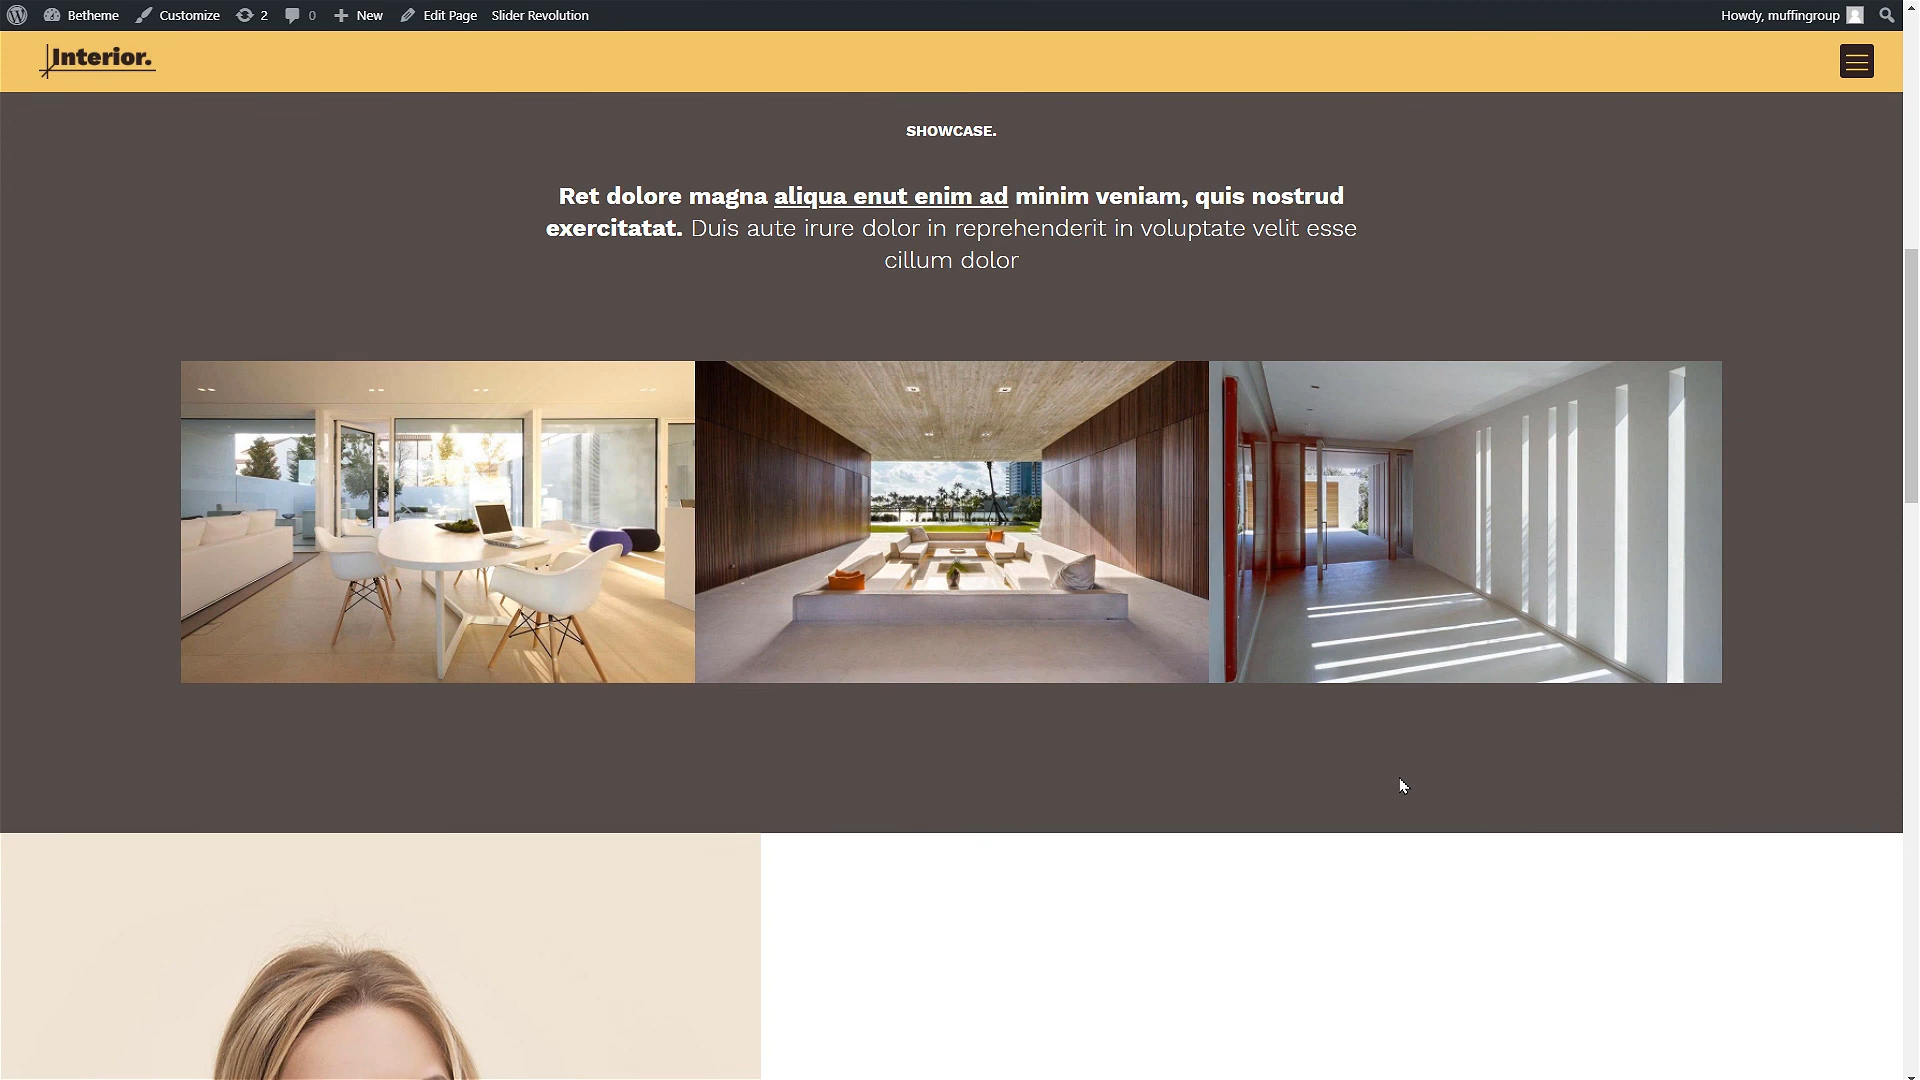 Betheme Customize 2 0 New Edit Page Slider Revolution Howdy, muffingroup
Interior.
SHOWCASE.
Ret dolore magna aliqua enut enim ad minim veniam, quis nostrud
exercitatat. Duis aute irure dolor in reprehenderit in voluptate velit esse
cillum dolor